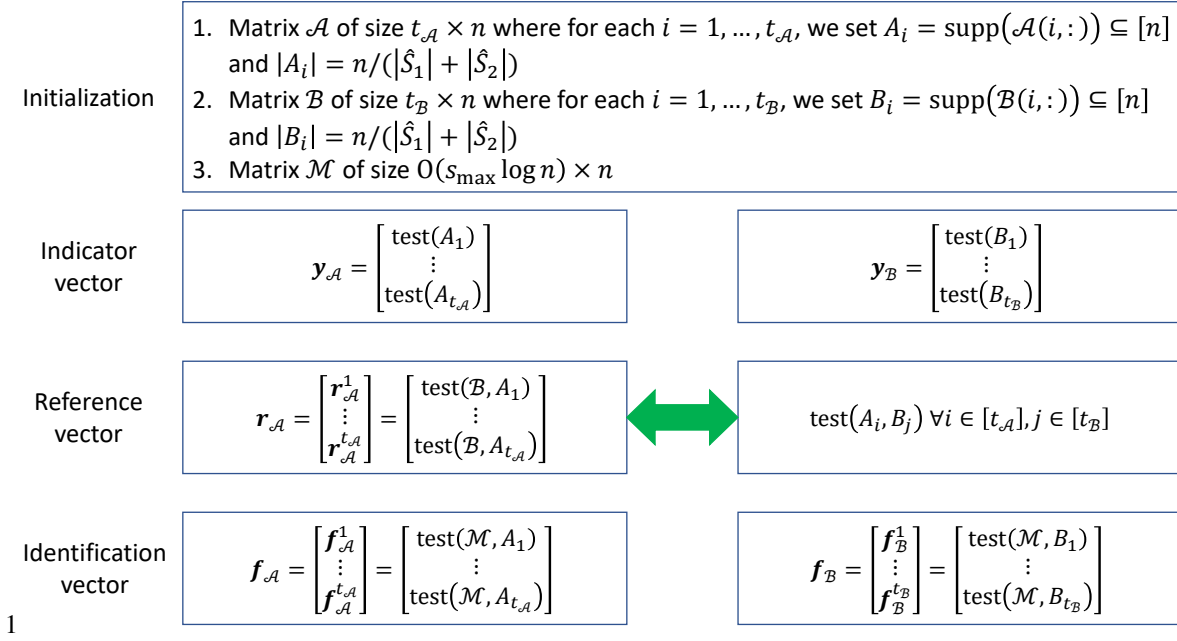 Initialization
1. Matrix 𝒜 of size t_𝒜 × n where for each i = 1, …, t_𝒜, we set A_i = supp(𝒜(i,:)) ⊆ [n]
and |A_i| = n/(|Ŝ_1| + |Ŝ_2|)
2. Matrix ℬ of size t_ℬ × n where for each i = 1, …, t_ℬ, we set B_i = supp(ℬ(i,:)) ⊆ [n]
and |B_i| = n/(|Ŝ_1| + |Ŝ_2|)
3. Matrix ℳ of size O(s_max log n) × n
Indicator
vector
y_𝒜 = [test(A_1) ⋮ test(A_{t_𝒜})]
y_ℬ = [test(B_1) ⋮ test(B_{t_ℬ})]
Reference
vector
r_𝒜 = [r_𝒜^1 ⋮ r_𝒜^{t_𝒜}] = [test(ℬ, A_1) ⋮ test(ℬ, A_{t_𝒜})]
test(A_i, B_j) ∀i ∈ [t_𝒜], j ∈ [t_ℬ]
Identification
vector
f_𝒜 = [f_𝒜^1 ⋮ f_𝒜^{t_𝒜}] = [test(ℳ, A_1) ⋮ test(ℳ, A_{t_𝒜})]
f_ℬ = [f_ℬ^1 ⋮ f_ℬ^{t_ℬ}] = [test(ℳ, B_1) ⋮ test(ℳ, B_{t_ℬ})]
1